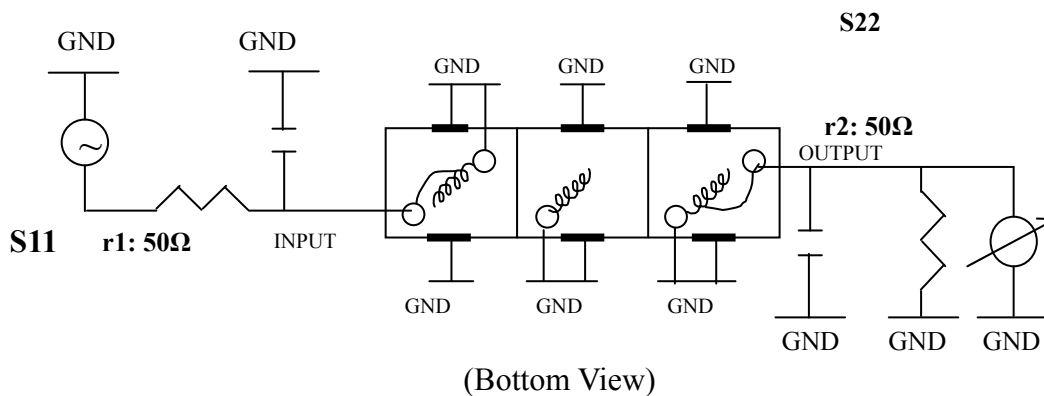 S22
GND
GND
GND
GND
GND
r2: 50Ω
OUTPUT
S11
r1: 50Ω
INPUT
GND
GND
GND
GND
GND
GND
(Bottom View)